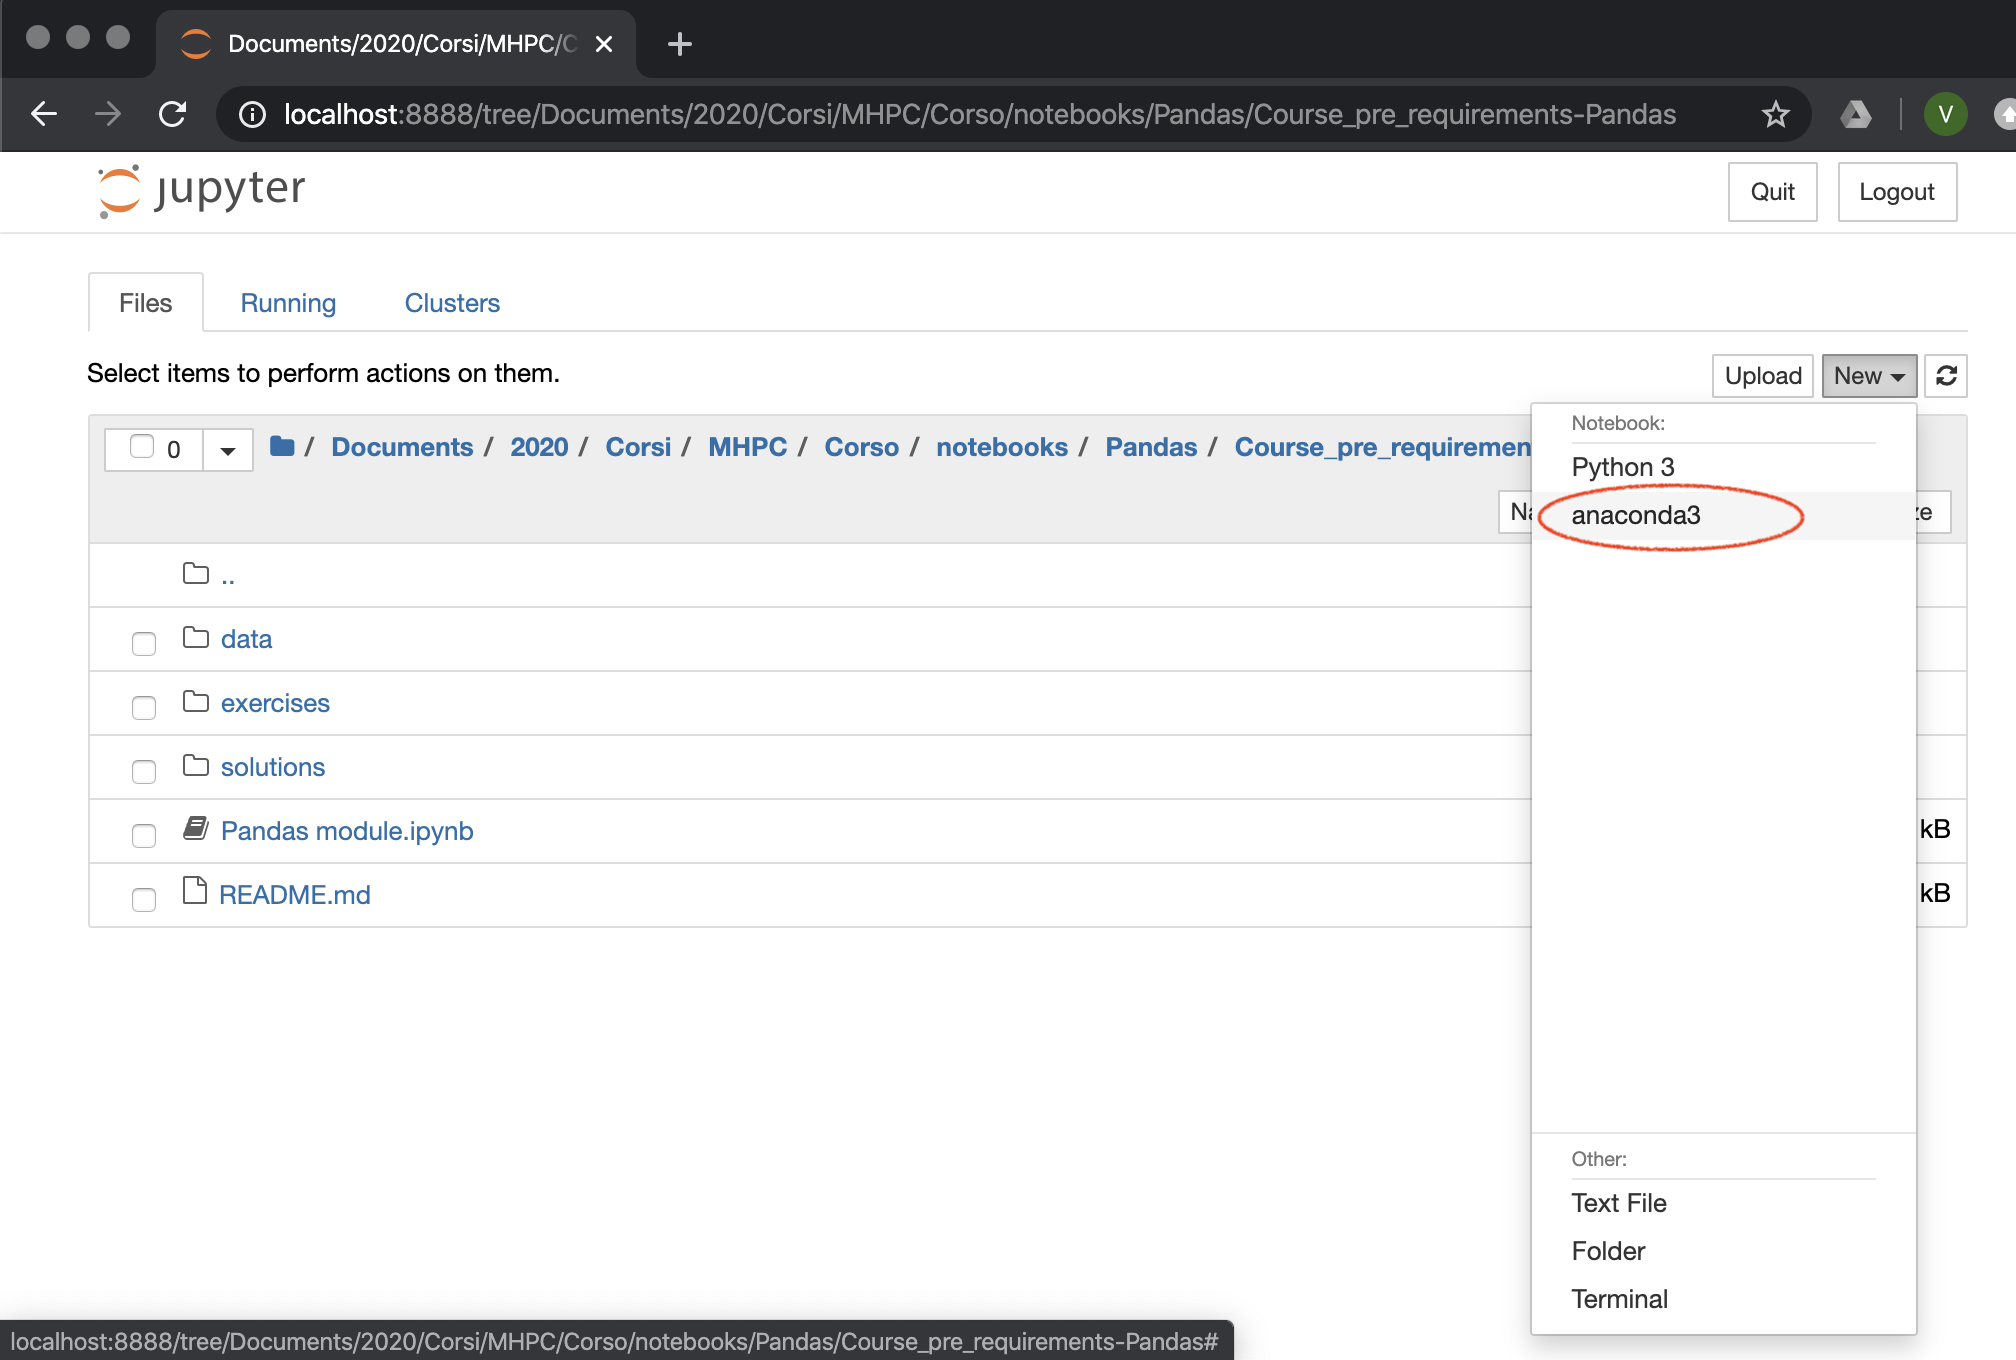 Documents/2020/Corsi/MHPC/C
localhost:8888/tree/Documents/2020/Corsi/MHPC/Corso/notebooks/Pandas/Course_pre_requirements-Pandas
V
jupyter
Quit
Logout
Files
Running
Clusters
Select items to perform actions on them.
Upload
New
0
/ Documents / 2020 / Corsi / MHPC / Corso / notebooks / Pandas / Course_pre_requiremen
Na
ze
Notebook:
Python 3
anaconda3
..
data
exercises
solutions
Pandas module.ipynb
kB
README.md
kB
Other:
Text File
Folder
Terminal
localhost:8888/tree/Documents/2020/Corsi/MHPC/Corso/notebooks/Pandas/Course_pre_requirements-Pandas#